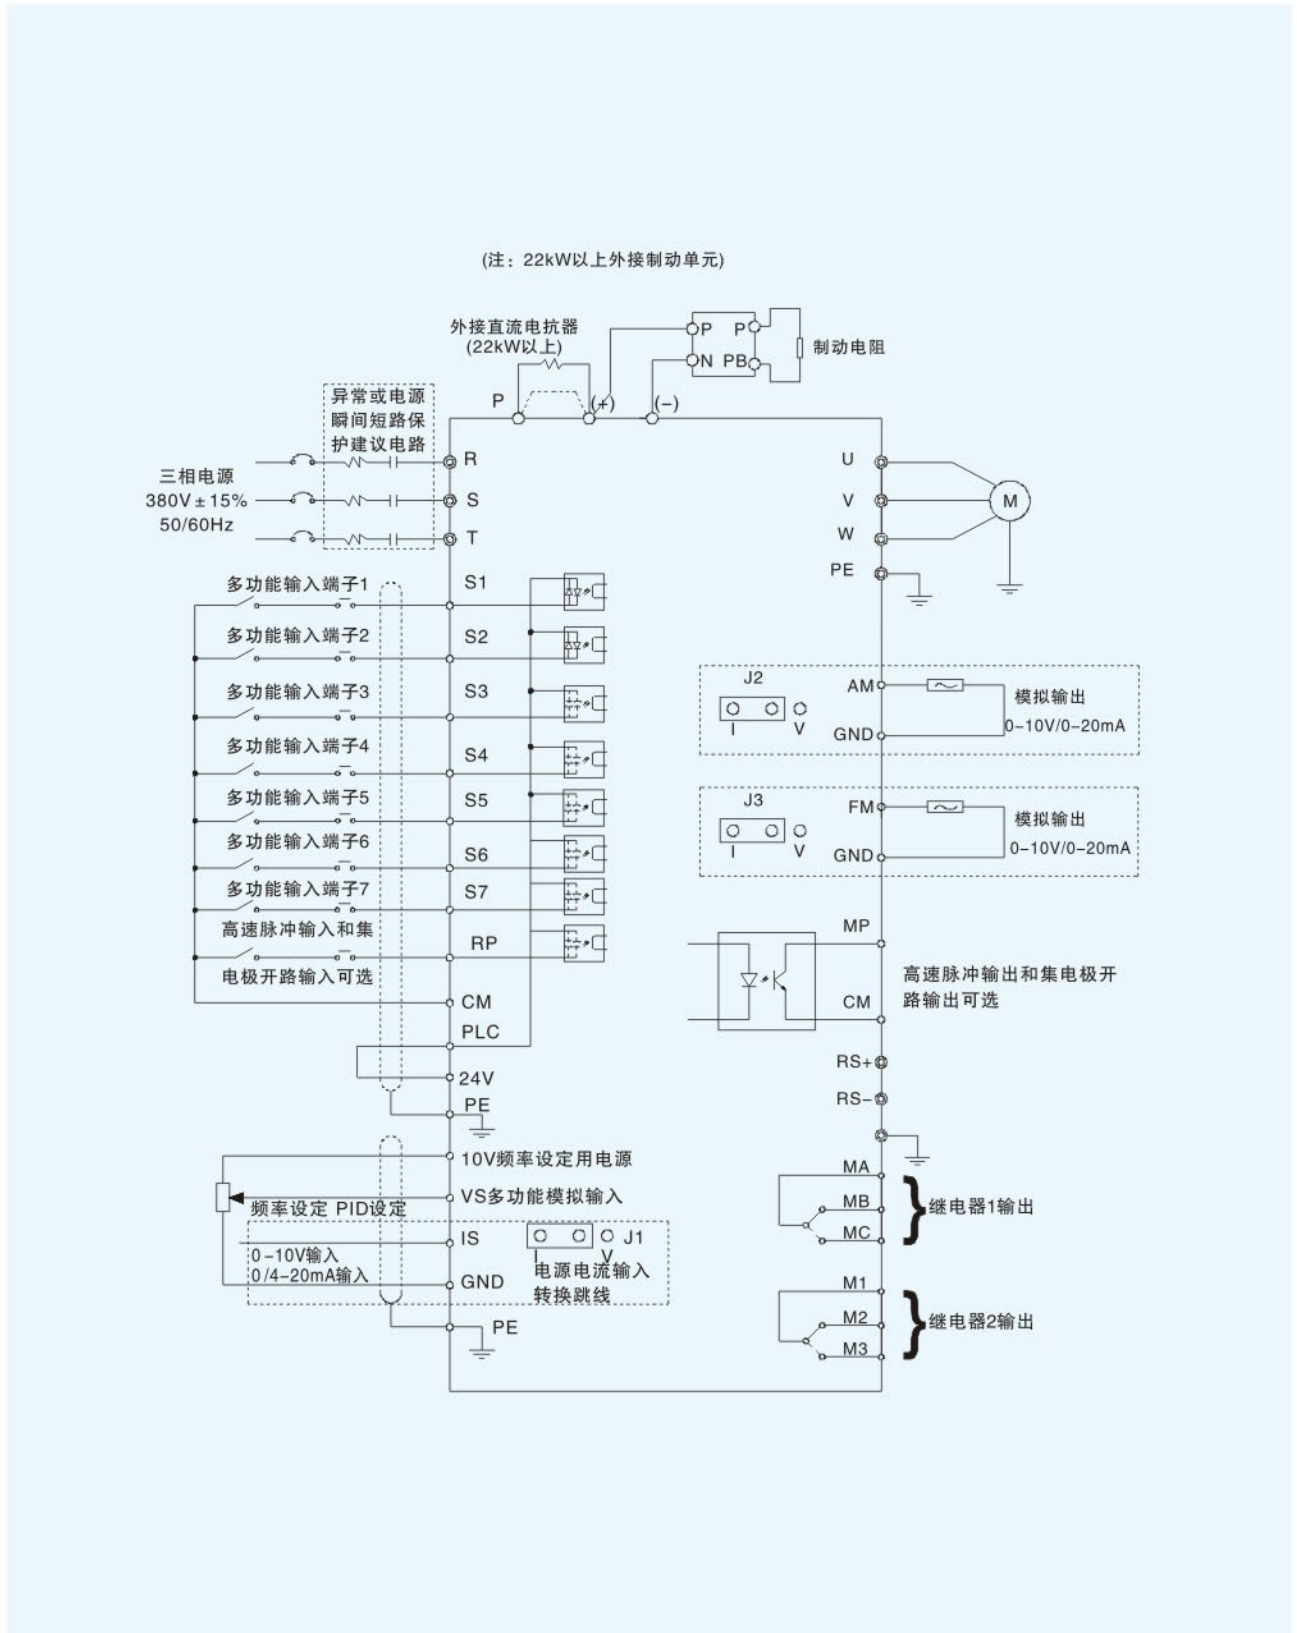 (注：22kW以上外接制动单元)
外接直流电抗器
(22kW以上)
P
P
N
PB
制动电阻
P
(+)
(-)
异常或电源
瞬间短路保
护建议电路
三相电源
380V±15%
50/60Hz
R
S
T
U
V
W
PE
M
多功能输入端子1
S1
多功能输入端子2
S2
多功能输入端子3
S3
多功能输入端子4
S4
多功能输入端子5
S5
多功能输入端子6
S6
多功能输入端子7
S7
高速脉冲输入和集
电极开路输入可选
RP
CM
PLC
24V
PE
J2
I
V
AM
GND
模拟输出
0-10V/0-20mA
J3
I
V
FM
GND
模拟输出
0-10V/0-20mA
MP
CM
高速脉冲输出和集电极开
路输出可选
RS+
RS-
10V频率设定用电源
VS多功能模拟输入
频率设定 PID设定
IS
0-10V输入
0/4-20mA输入
GND
J1
I
V
电源电流输入
转换跳线
PE
MA
MB
MC
继电器1输出
M1
M2
M3
继电器2输出